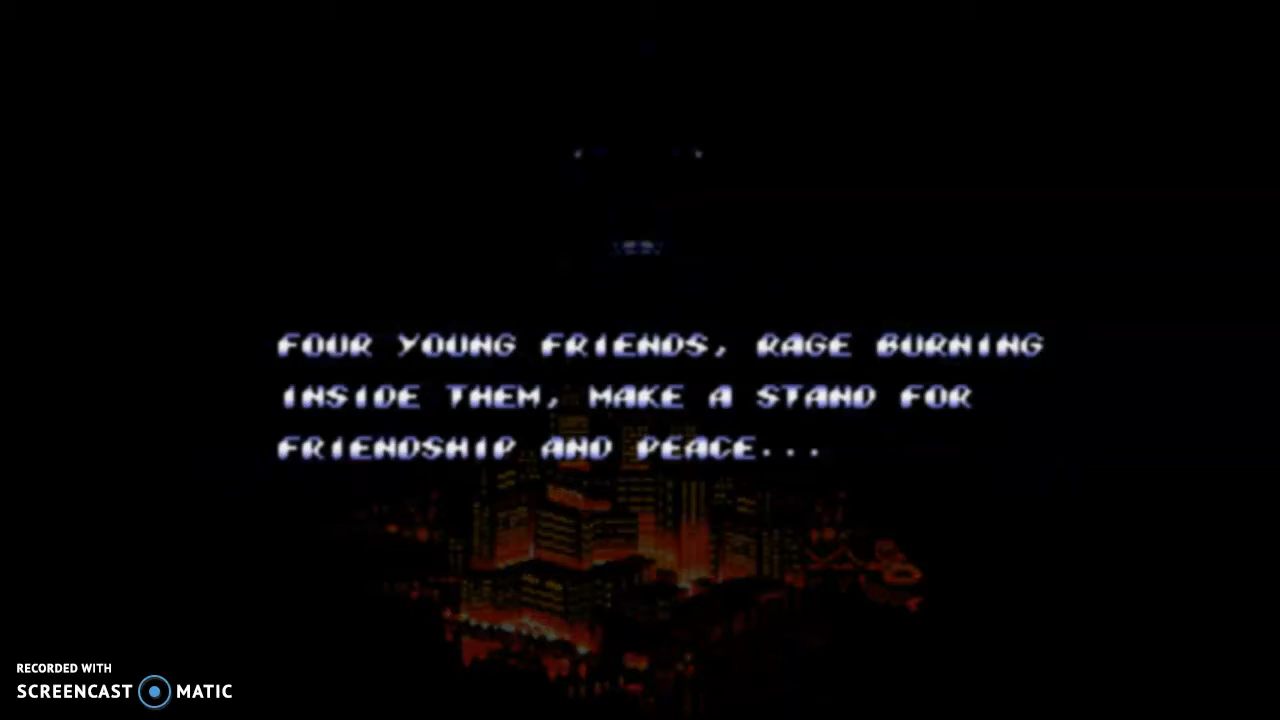 FOUR YOUNG FRIENDS, RAGE BURNING
INSIDE THEM, MAKE A STAND FOR
FRIENDSHIP AND PEACE...
RECORDED WITH
SCREENCAST MATIC